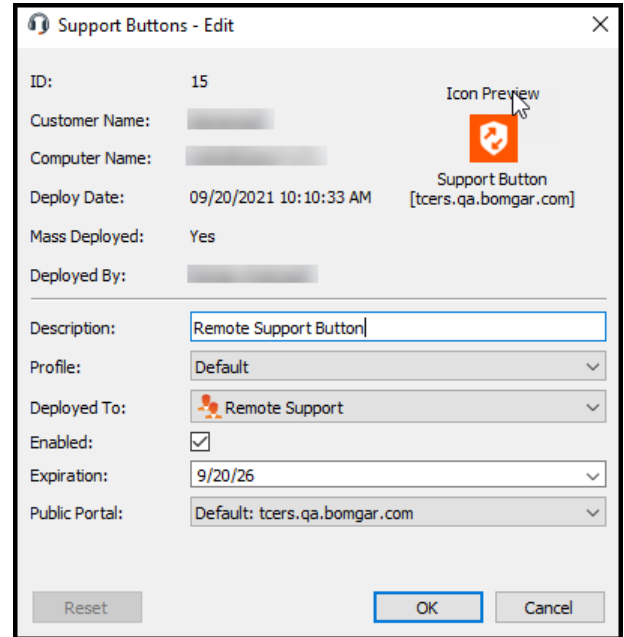 Support Buttons - Edit
ID: 15
Icon Preview
Customer Name:
Computer Name:
Support Button
Deploy Date: 09/20/2021 10:10:33 AM
[tcers.qa.bomgar.com]
Mass Deployed: Yes
Deployed By:
Description: Remote Support Button
Profile: Default
Deployed To: Remote Support
Enabled:
Expiration: 9/20/26
Public Portal: Default: tcers.qa.bomgar.com
Reset OK Cancel